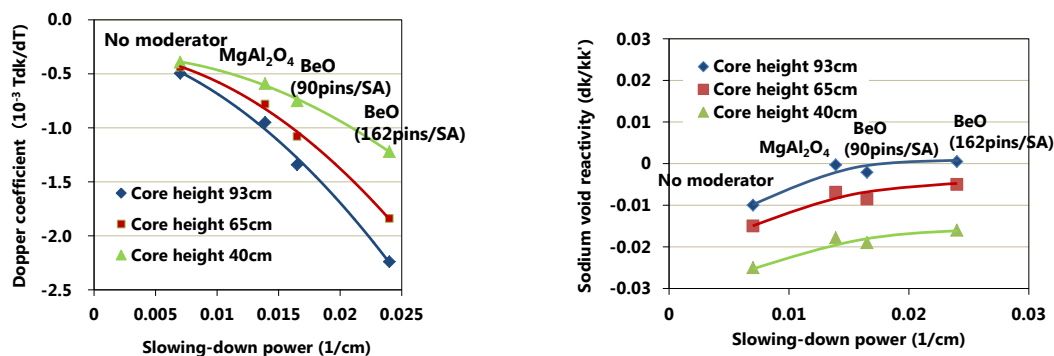 0.0
-0.5
-1.0
-1.5
-2.0
-2.5
Dopper coefficient (10⁻³ Tdk/dT)
No moderator
MgAl₂O₄
BeO
(90pins/SA)
BeO
(162pins/SA)
Core height 93cm
Core height 65cm
Core height 40cm
0 0.005 0.01 0.015 0.02 0.025
Slowing-down power (1/cm)
0.03
0.02
0.01
0
-0.01
-0.02
-0.03
Sodium void reactivity (dk/kk')
Core height 93cm
Core height 65cm
Core height 40cm
No moderator
MgAl₂O₄
BeO
(90pins/SA)
BeO
(162pins/SA)
0 0.01 0.02 0.03
Slowing-down power (1/cm)